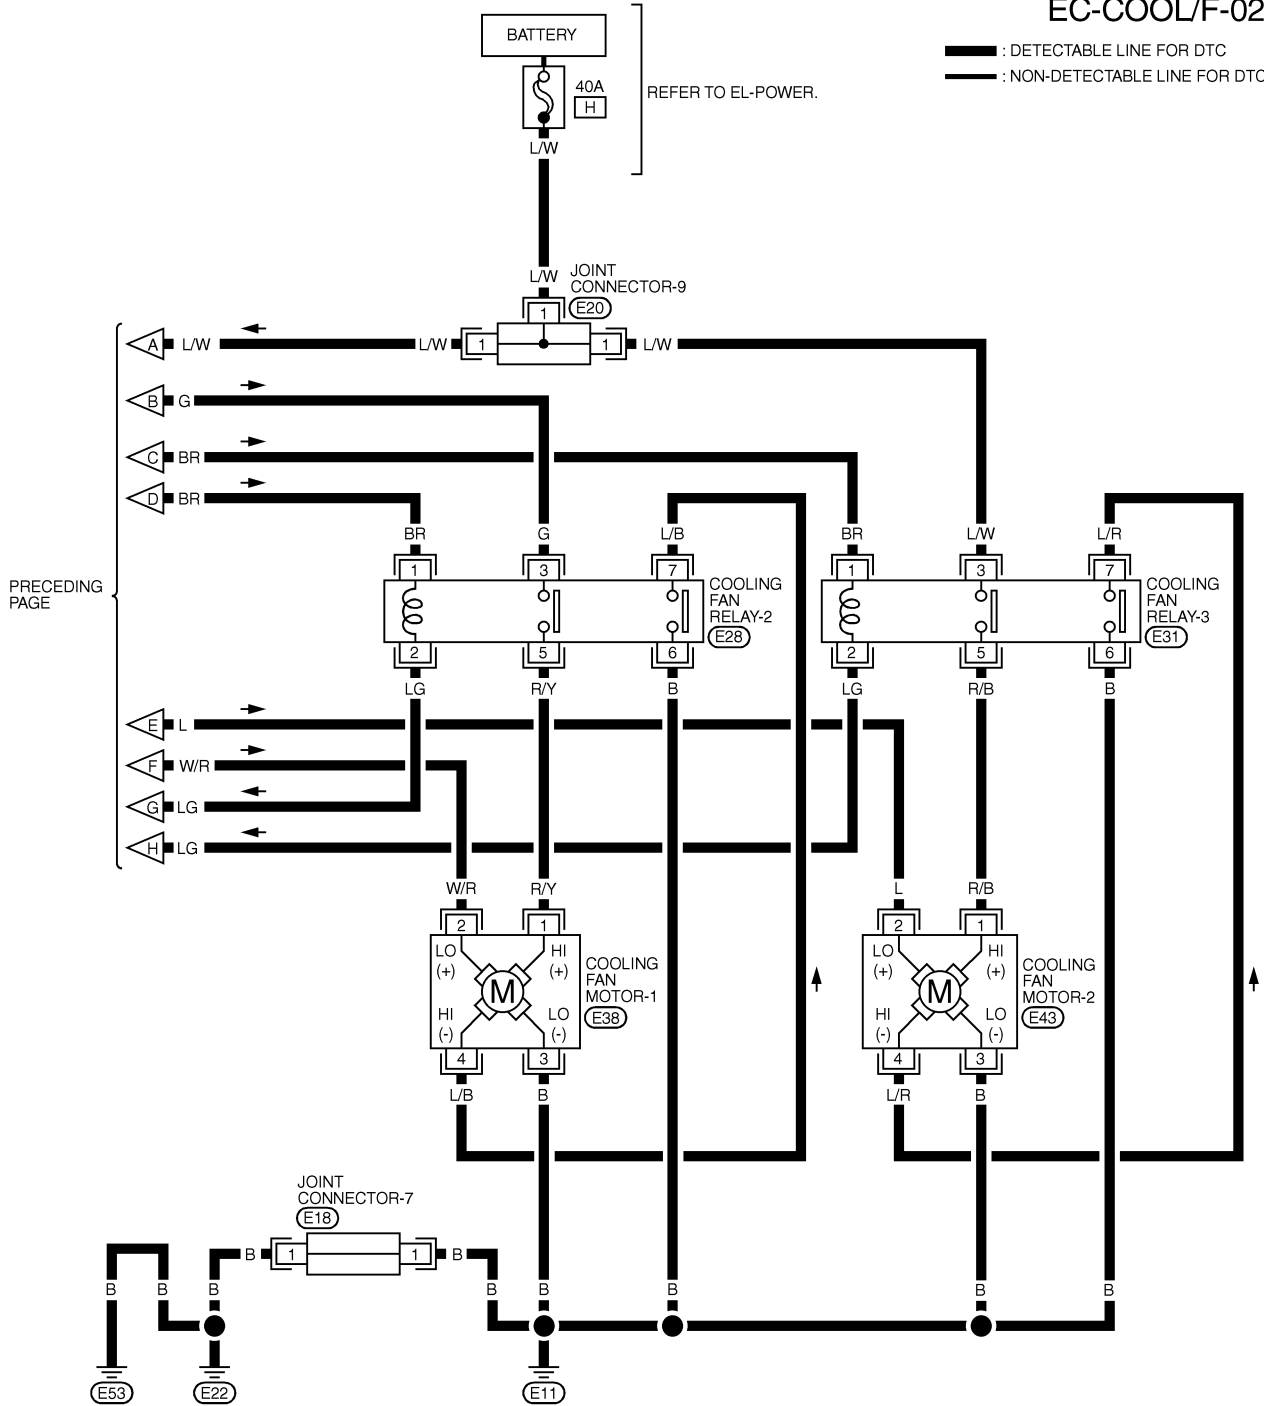 EC-COOL/F-02
: DETECTABLE LINE FOR DTC
: NON-DETECTABLE LINE FOR DTC
BATTERY
40A
H
REFER TO EL-POWER.
L/W
L/W
JOINT
CONNECTOR-9
E20
1
A L/W L/W 1 1 L/W
B G
C BR
D BR
BR G L/B BR L/W L/R
1 3 7 1 3 7
PRECEDING
PAGE
COOLING
FAN
RELAY-2
E28
COOLING
FAN
RELAY-3
E31
2 5 6 2 5 6
LG R/Y B LG R/B B
E L
F W/R
G LG
H LG
W/R R/Y L R/B
2 1 2 1
LO HI LO HI
(+) (+) (+) (+)
M M
HI LO HI LO
(-) (-) (-) (-)
COOLING
FAN
MOTOR-1
E38
COOLING
FAN
MOTOR-2
E43
4 3 4 3
L/B B L/R B
JOINT
CONNECTOR-7
E18
B 1 1 B
B B B B B B B B
E53 E22 E11